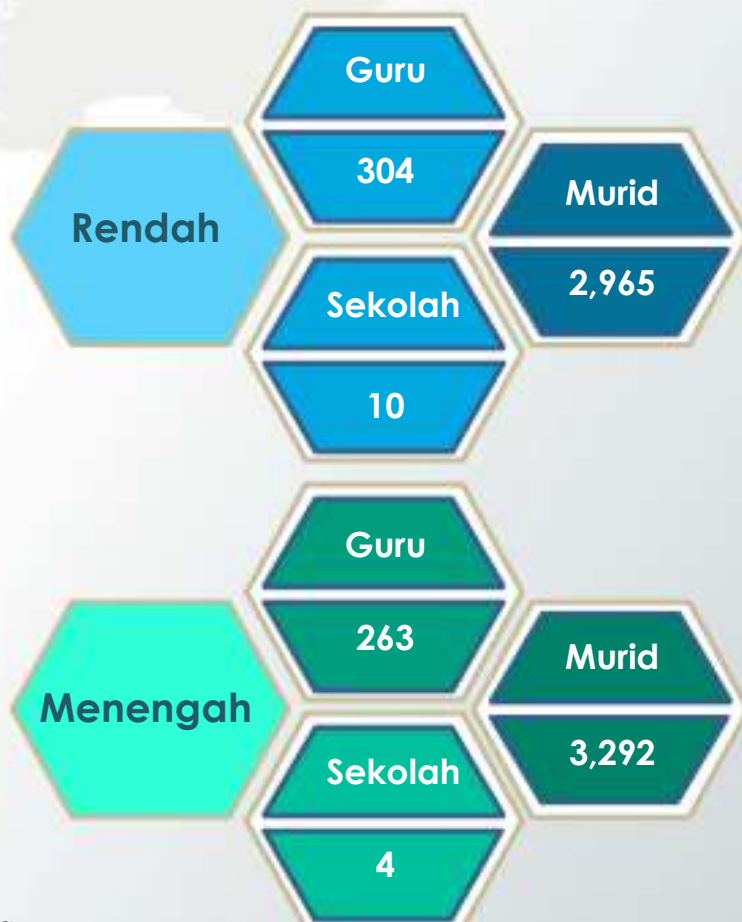 Rendah
Guru
304
Sekolah
10
Murid
2,965
Menengah
Guru
263
Sekolah
4
Murid
3,292